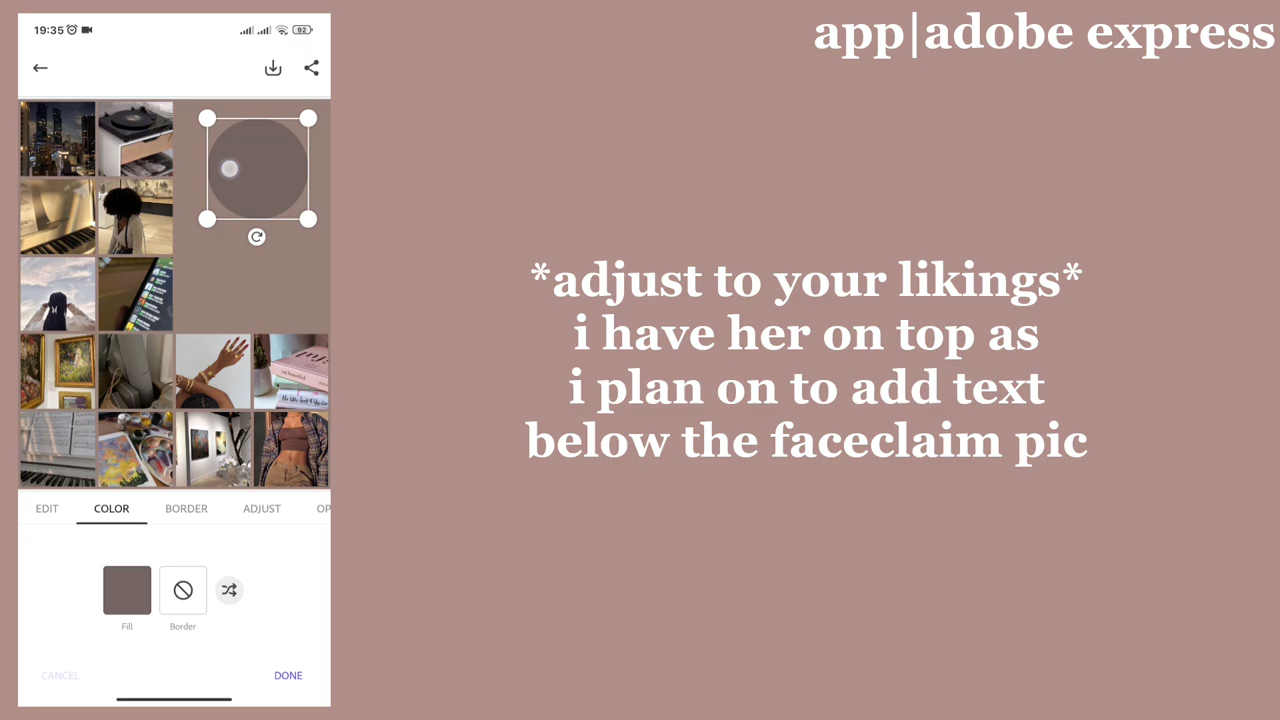 19:35
92
app|adobe express
*adjust to your likings*
i have her on top as
i plan on to add text
below the faceclaim pic
EDIT
COLOR
BORDER
ADJUST
OP
Fill
Border
CANCEL
DONE